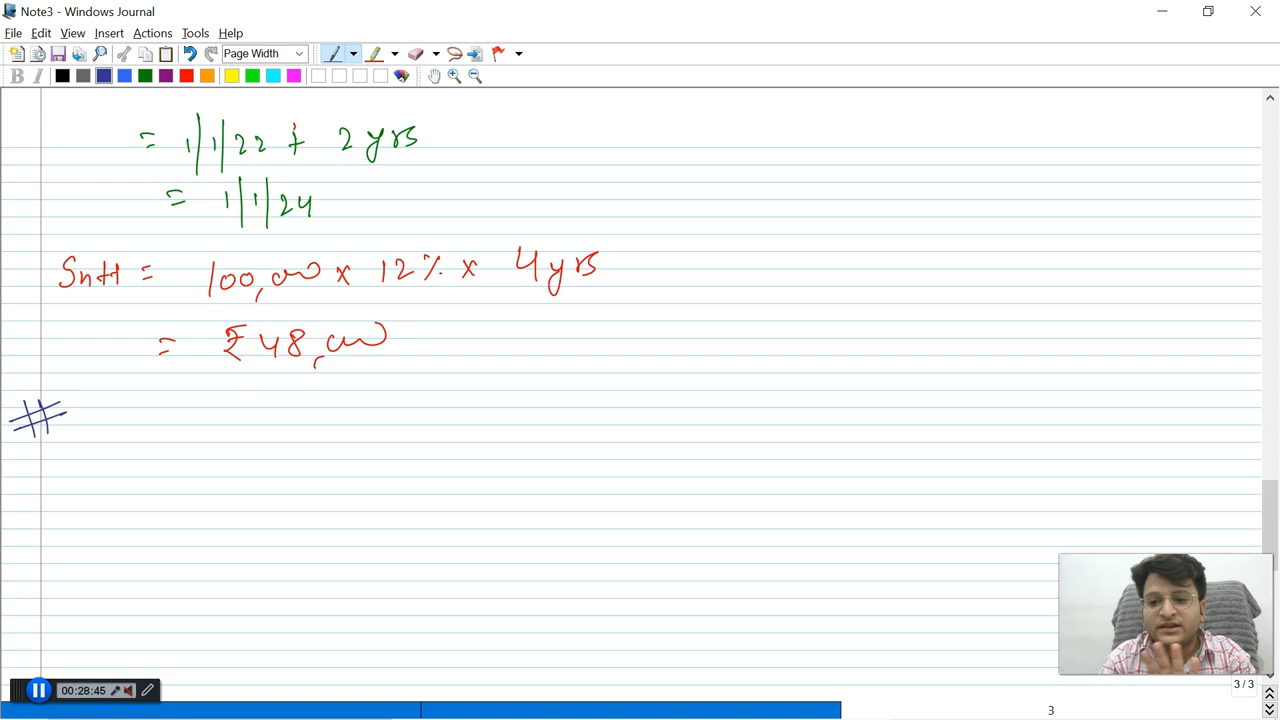 Note3 - Windows Journal
File Edit View Insert Actions Tools Help
Page Width
B I
= 1/1/22 + 2 yrs
= 1/1/24
Int = 100,000 x 12% x 4 yrs
= ₹ 48,000
#
00:28:45
3 / 3
3